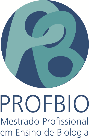 PROFBIO
Mestrado Profissional
em Ensino de Biologia